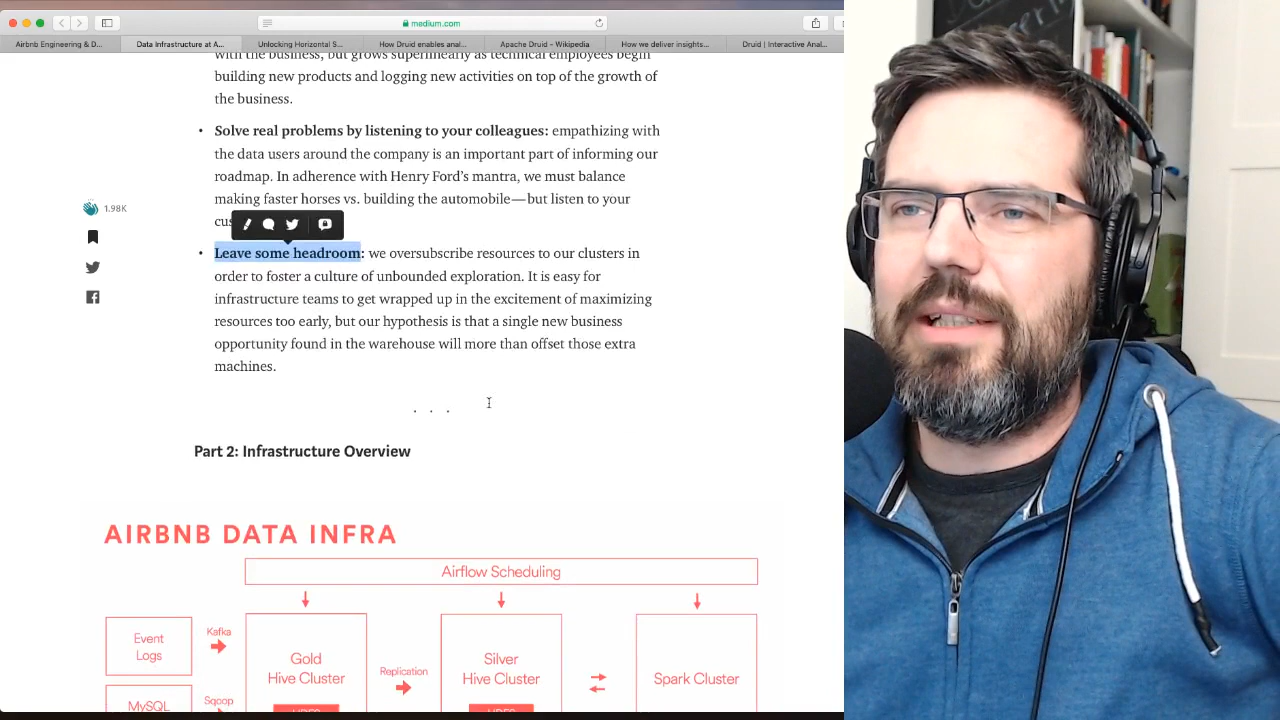 medium.com
Airbnb Engineering & D...
Data Infrastructure at A...
Unlocking Horizontal S...
How Druid enables anal...
Apache Druid – Wikipedia
How we deliver insights...
Druid | Interactive Anal...
with the business, but grows superlinearly as technical employees begin
building new products and logging new activities on top of the growth of
the business.
• Solve real problems by listening to your colleagues: empathizing with
the data users around the company is an important part of informing our
roadmap. In adherence with Henry Ford's mantra, we must balance
making faster horses vs. building the automobile — but listen to your
1.98K
• Leave some headroom: we oversubscribe resources to our clusters in
order to foster a culture of unbounded exploration. It is easy for
infrastructure teams to get wrapped up in the excitement of maximizing
resources too early, but our hypothesis is that a single new business
opportunity found in the warehouse will more than offset those extra
machines.
. . .
Part 2: Infrastructure Overview
AIRBNB DATA INFRA
Airflow Scheduling
Event
Logs
Kafka
Gold
Hive Cluster
Replication
Silver
Hive Cluster
Spark Cluster
MySQL
Sqoop
HDFS
HDFS